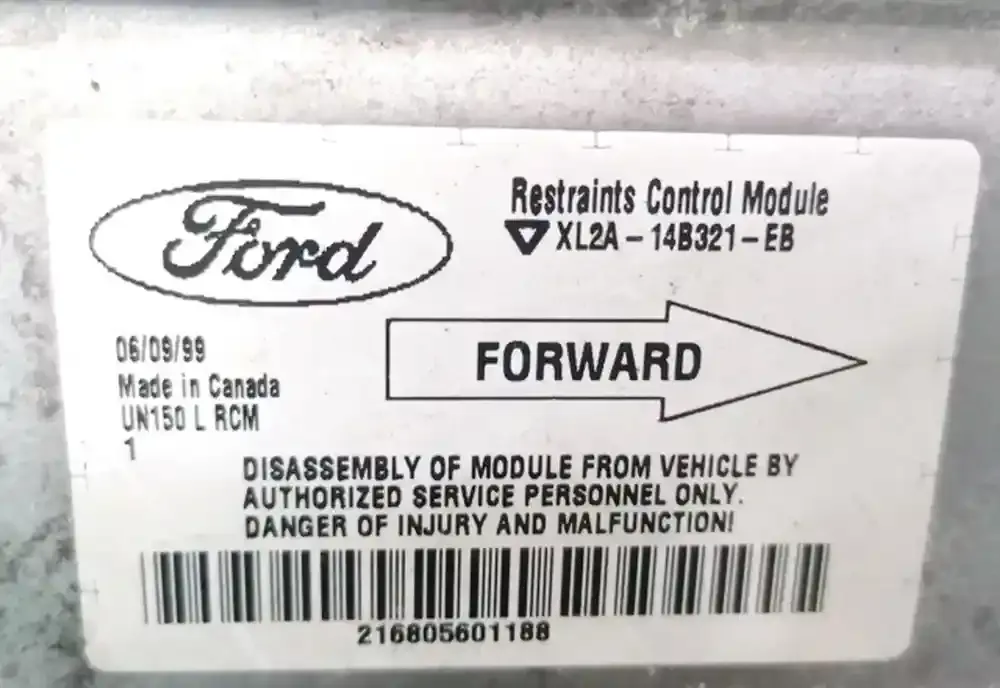 Ford
Restraints Control Module
XL2A-14B321-EB
06/09/99
Made in Canada
UN150 L RCM
1
FORWARD
DISASSEMBLY OF MODULE FROM VEHICLE BY
AUTHORIZED SERVICE PERSONNEL ONLY.
DANGER OF INJURY AND MALFUNCTION!
216805601188